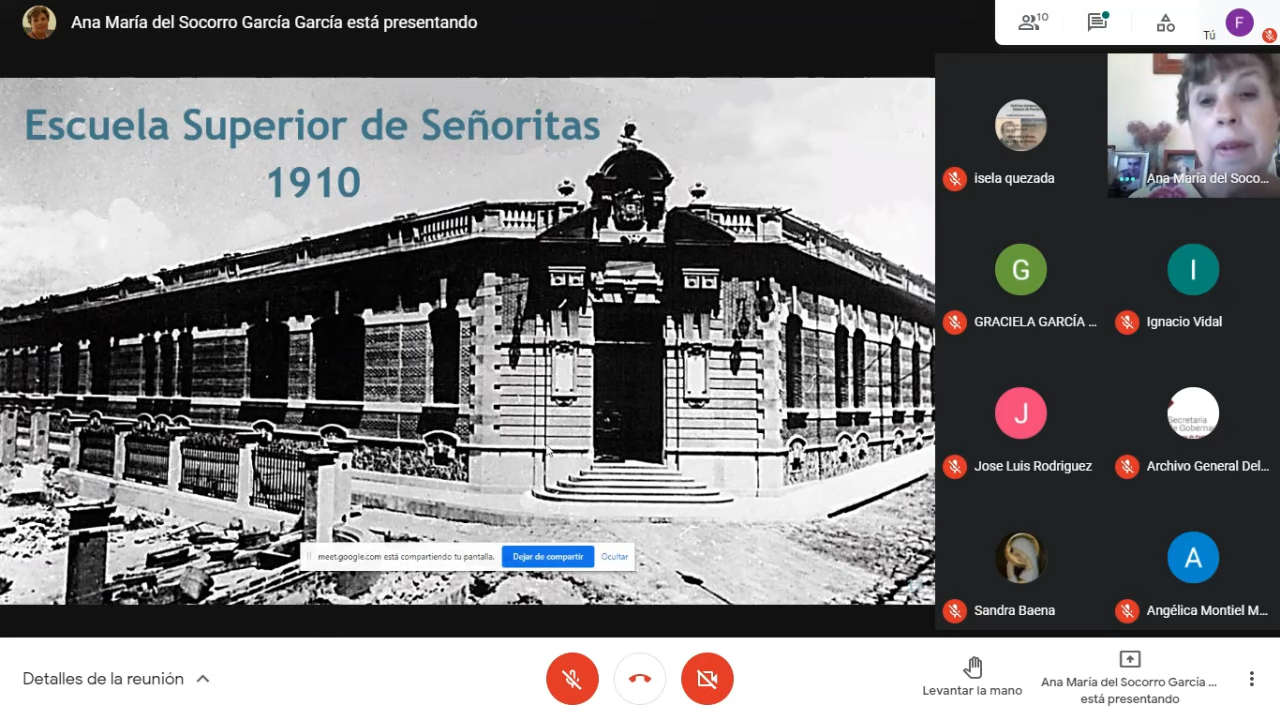 Ana María del Socorro García García está presentando
10
Tú
F
Escuela Superior de Señoritas
1910
isela quezada
Ana María del Soco...
G
GRACIELA GARCÍA ...
I
Ignacio Vidal
J
Jose Luis Rodriguez
Secretaría
de Goberna
Archivo General Del...
Sandra Baena
A
Angélica Montiel M...
meet.google.com está compartiendo tu pantalla.
Dejar de compartir
Ocultar
Detalles de la reunión
Levantar la mano
Ana María del Socorro García ...
está presentando